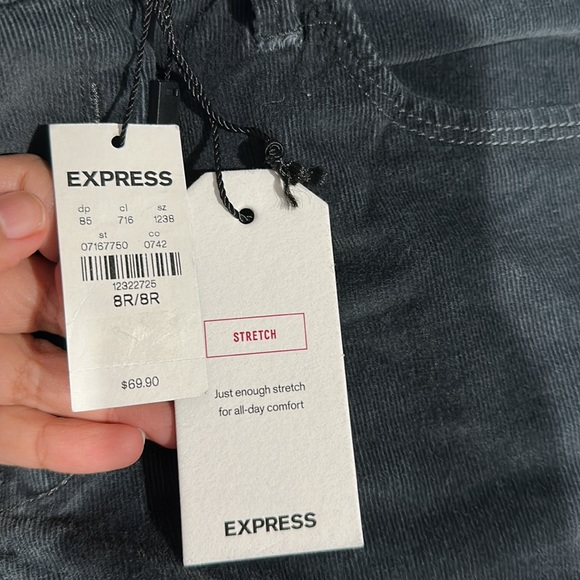 EXPRESS
dp cl sz
85 716 1238
st co
07167750 0742
12322725
8R/8R
$69.90
STRETCH
Just enough stretch
for all-day comfort
EXPRESS